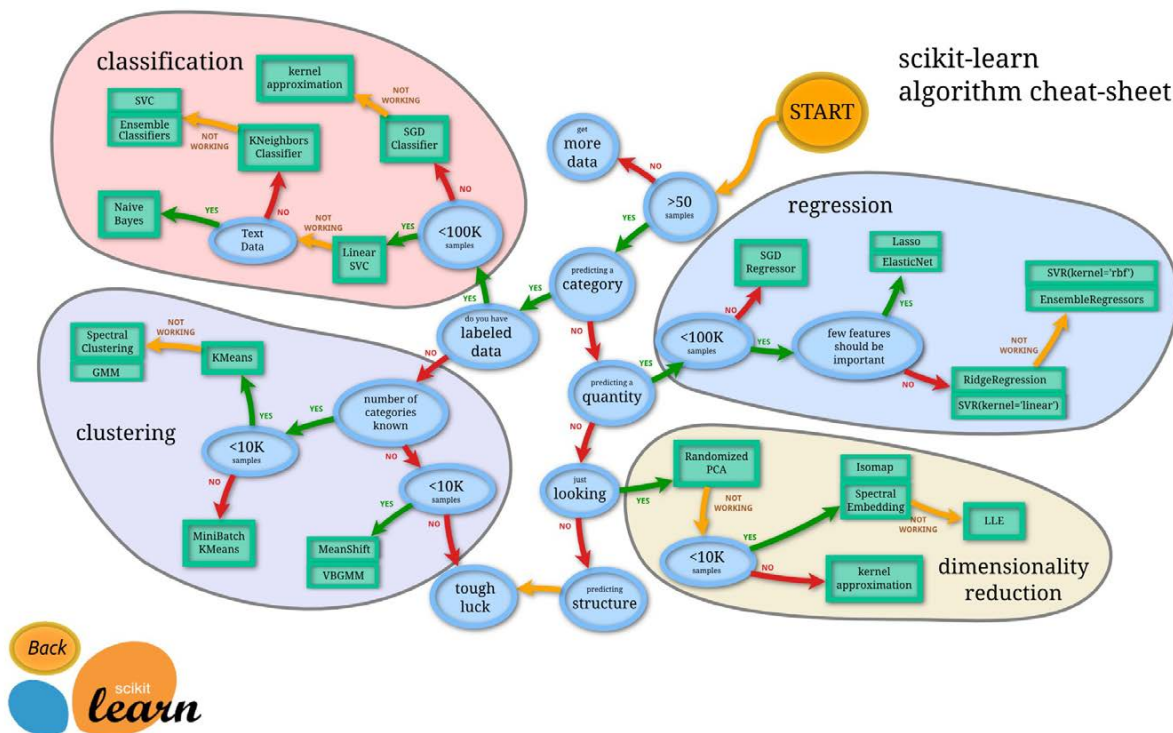 scikit-learn
algorithm cheat-sheet
START
>50
samples
NO
get
more
data
YES
predicting a
category
YES
NO
do you have
labeled
data
YES
NO
predicting a
quantity
YES
NO
just
looking
YES
NO
predicting
structure
tough
luck
classification
<100K
samples
YES
NO
Linear
SVC
NOT
WORKING
Text
Data
YES
NO
Naive
Bayes
KNeighbors
Classifier
NOT
WORKING
SVC
Ensemble
Classifiers
SGD
Classifier
NOT
WORKING
kernel
approximation
clustering
number of
categories
known
YES
NO
<10K
samples
YES
NO
KMeans
NOT
WORKING
Spectral
Clustering
GMM
MiniBatch
KMeans
<10K
samples
YES
NO
MeanShift
VBGMM
regression
<100K
samples
NO
YES
SGD
Regressor
few features
should be
important
YES
NO
Lasso
ElasticNet
RidgeRegression
SVR(kernel='linear')
NOT
WORKING
SVR(kernel='rbf')
EnsembleRegressors
dimensionality
reduction
Randomized
PCA
NOT
WORKING
<10K
samples
YES
NO
Isomap
Spectral
Embedding
NOT
WORKING
LLE
kernel
approximation
Back
scikit
learn